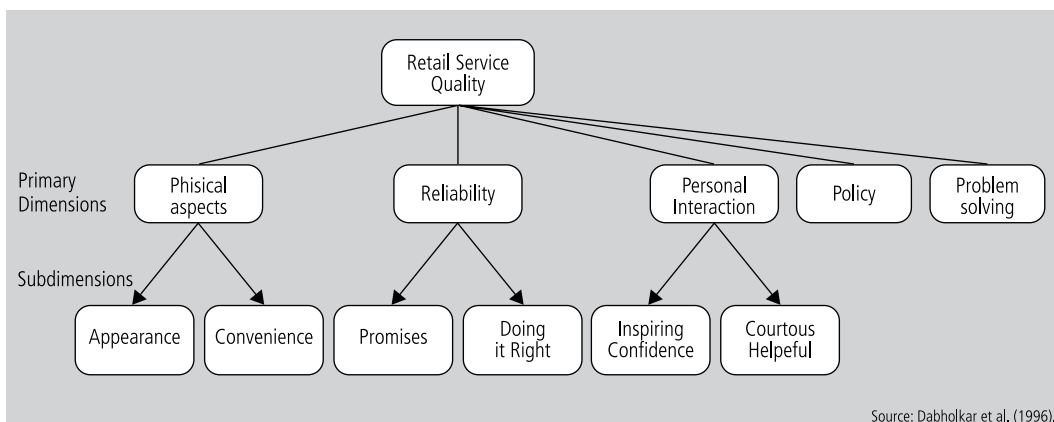 Retail Service
Quality
Primary
Dimensions
Phisical
aspects
Reliability
Personal
Interaction
Policy
Problem
solving
Subdimensions
Appearance
Convenience
Promises
Doing
it Right
Inspiring
Confidence
Courtous
Helpeful
Source: Dabholkar et al. (1996).